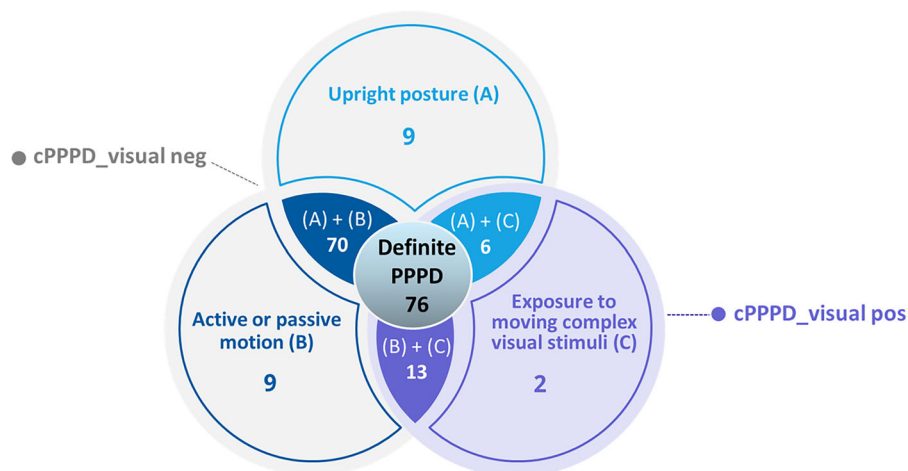 Upright posture (A)
9
cPPPD_visual neg
(A) + (B)
70
(A) + (C)
6
Definite
PPPD
76
Active or passive
motion (B)
9
(B) + (C)
13
Exposure to
moving complex
visual stimuli (C)
2
cPPPD_visual pos